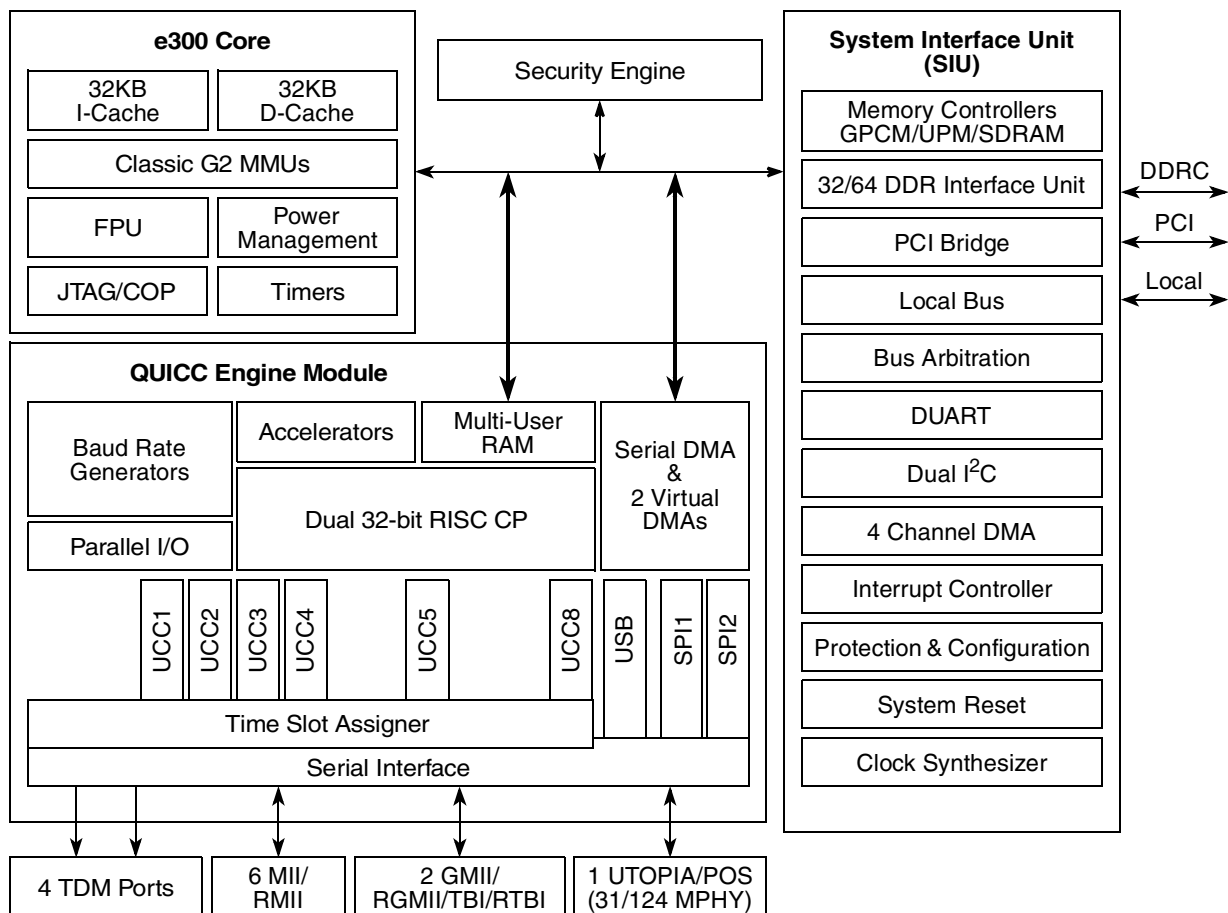 e300 Core
32KB
I-Cache
32KB
D-Cache
Classic G2 MMUs
FPU
Power
Management
JTAG/COP
Timers
Security Engine
System Interface Unit
(SIU)
Memory Controllers
GPCM/UPM/SDRAM
32/64 DDR Interface Unit
PCI Bridge
Local Bus
Bus Arbitration
DUART
Dual I²C
4 Channel DMA
Interrupt Controller
Protection & Configuration
System Reset
Clock Synthesizer
DDRC
PCI
Local
QUICC Engine Module
Baud Rate
Generators
Accelerators
Multi-User
RAM
Serial DMA
&
2 Virtual
DMAs
Parallel I/O
Dual 32-bit RISC CP
UCC1
UCC2
UCC3
UCC4
UCC5
UCC8
USB
SPI1
SPI2
Time Slot Assigner
Serial Interface
4 TDM Ports
6 MII/
RMII
2 GMII/
RGMII/TBI/RTBI
1 UTOPIA/POS
(31/124 MPHY)